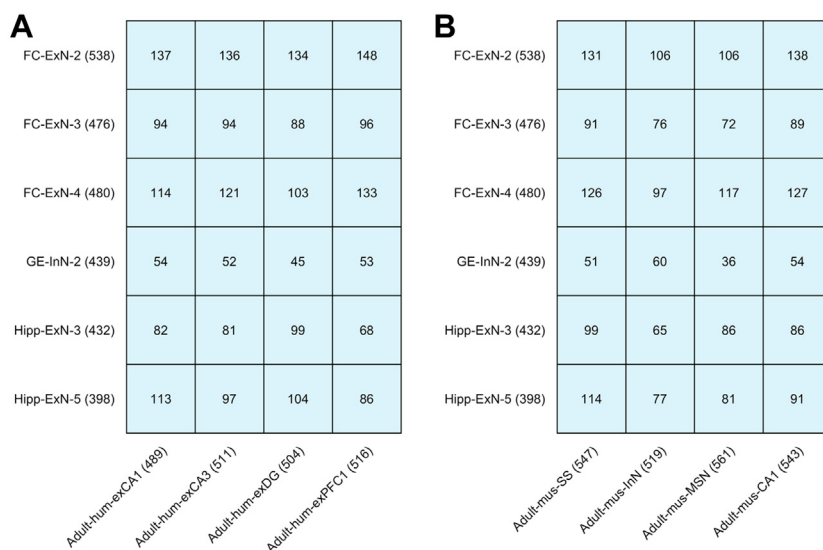 A
FC-ExN-2 (538) 137 136 134 148
FC-ExN-3 (476) 94 94 88 96
FC-ExN-4 (480) 114 121 103 133
GE-InN-2 (439) 54 52 45 53
Hipp-ExN-3 (432) 82 81 99 68
Hipp-ExN-5 (398) 113 97 104 86
Adult-hum-exCA1 (489)
Adult-hum-exCA3 (511)
Adult-hum-exDG (504)
Adult-hum-exPFC1 (516)
B
FC-ExN-2 (538) 131 106 106 138
FC-ExN-3 (476) 91 76 72 89
FC-ExN-4 (480) 126 97 117 127
GE-InN-2 (439) 51 60 36 54
Hipp-ExN-3 (432) 99 65 86 86
Hipp-ExN-5 (398) 114 77 81 91
Adult-mus-SS (547)
Adult-mus-InN (519)
Adult-mus-MSN (561)
Adult-mus-CA1 (543)